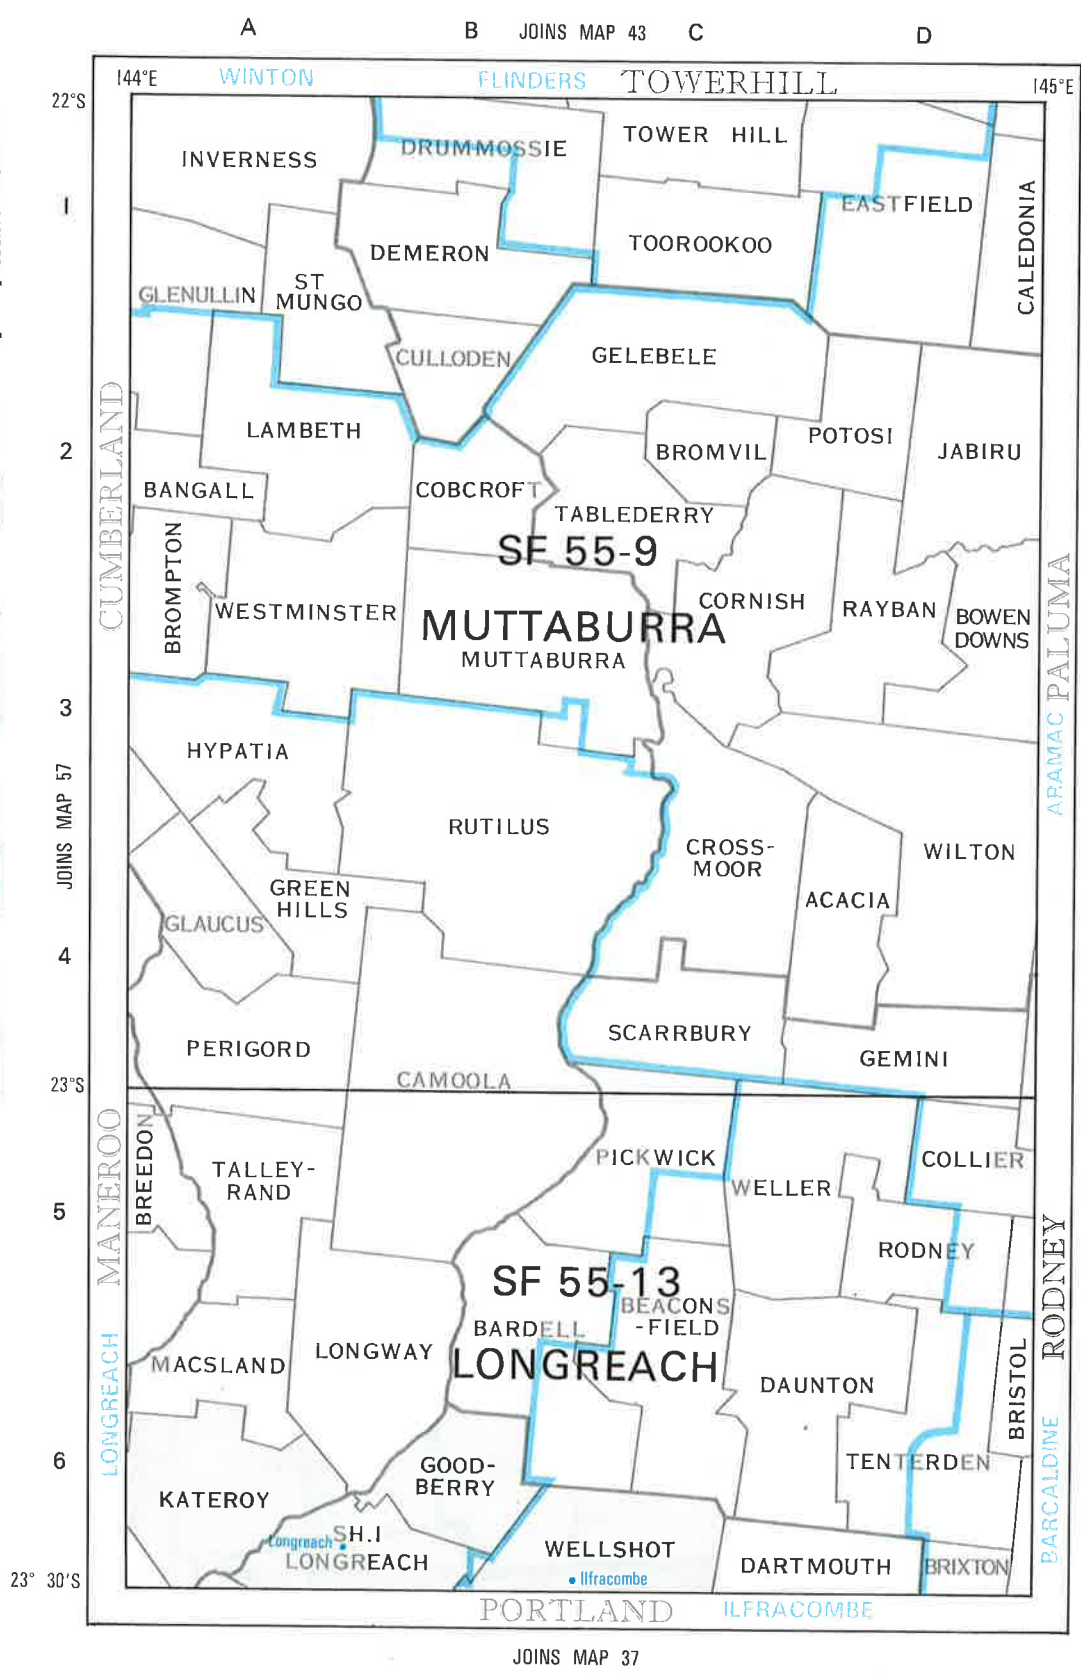 A B JOINS MAP 43 C D
144°E WINTON FLINDERS TOWERHILL 145°E
22°S
TOWER HILL
DRUMMOSSIE
INVERNESS
1
EASTFIELD
CALEDONIA
TOOROOKOO
DEMERON
ST
MUNGO
GLENULLIN
CULLODEN
GELEBELE
CUMBERLAND
LAMBETH
POTOSI
2
BROMVIL
JABIRU
BANGALL
COBCROFT
TABLEDERRY
SF 55-9
BROMPTON
WESTMINSTER
CORNISH
RAYBAN
BOWEN
DOWNS
MUTTABURRA
MUTTABURRA
PALUMA
3
ARAMAC
HYPATIA
JOINS MAP 57
RUTILUS
CROSS-
MOOR
WILTON
GREEN
HILLS
ACACIA
GLAUCUS
4
SCARRBURY
PERIGORD
GEMINI
CAMOOLA
23°S
MANEROO
BREEDON
PICKWICK
COLLIER
TALLEY-
RAND
WELLER
5
RODNEY
RODNEY
SF 55-13
BEACONS
-FIELD
BARDELL
LONGREACH
MACSLAND
LONGWAY
LONGREACH
DAUNTON
BRISTOL
6
GOOD-
BERRY
TENTERDEN
BARCALDINE
KATEROY
Longreach
SH.I
LONGREACH
WELLSHOT
DARTMOUTH
BRIXTON
Ilfracombe
23° 30'S
PORTLAND ILFRACOMBE
JOINS MAP 37